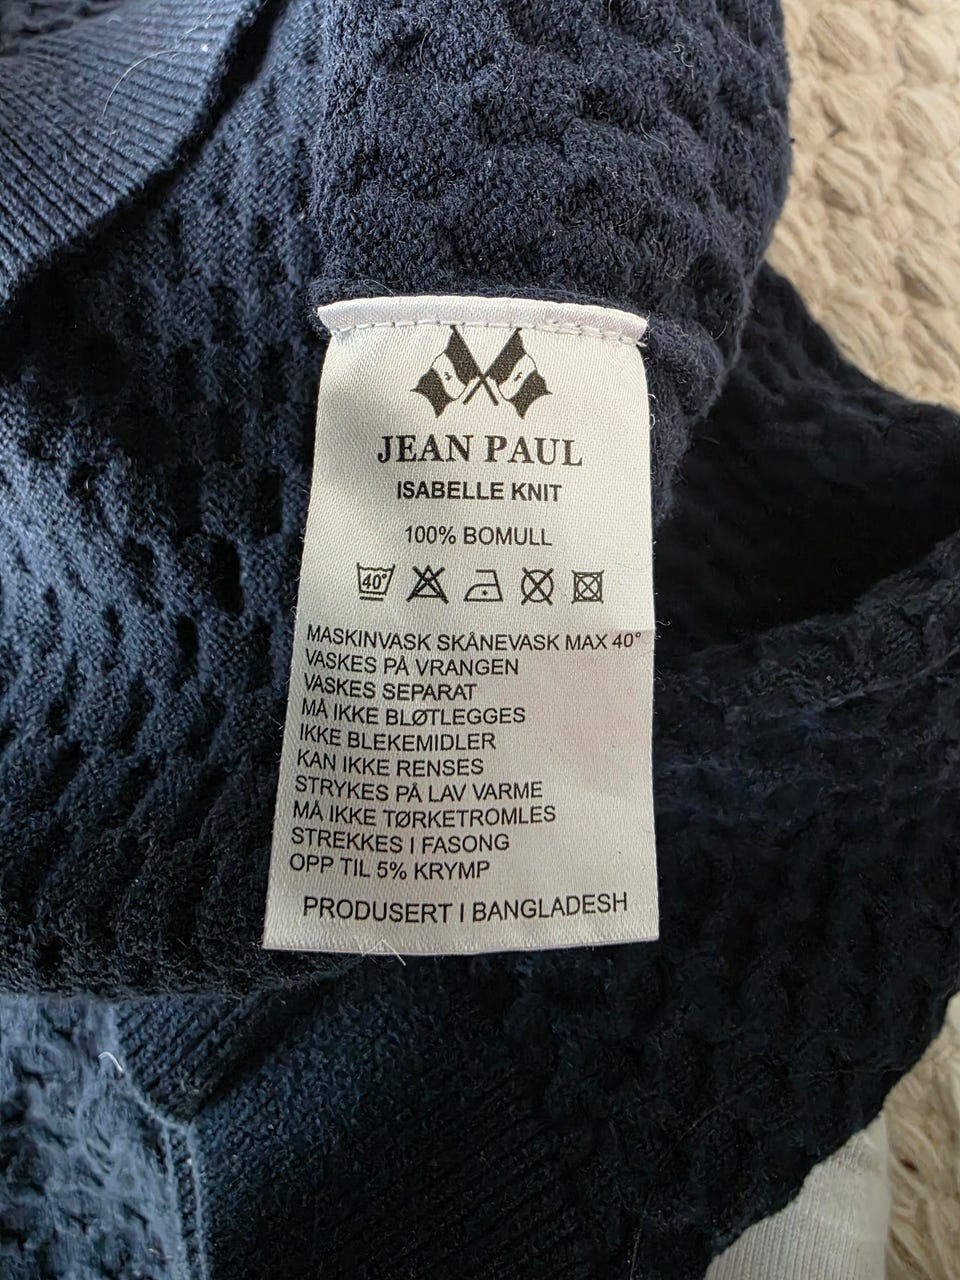 JEAN PAUL
ISABELLE KNIT
100% BOMULL
40°
MASKINVASK SKÅNEVASK MAX 40°
VASKES PÅ VRANGEN
VASKES SEPARAT
MÅ IKKE BLØTLEGGES
IKKE BLEKEMIDLER
KAN IKKE RENSES
STRYKES PÅ LAV VARME
MÅ IKKE TØRKETROMLES
STREKKES I FASONG
OPP TIL 5% KRYMP
PRODUSERT I BANGLADESH